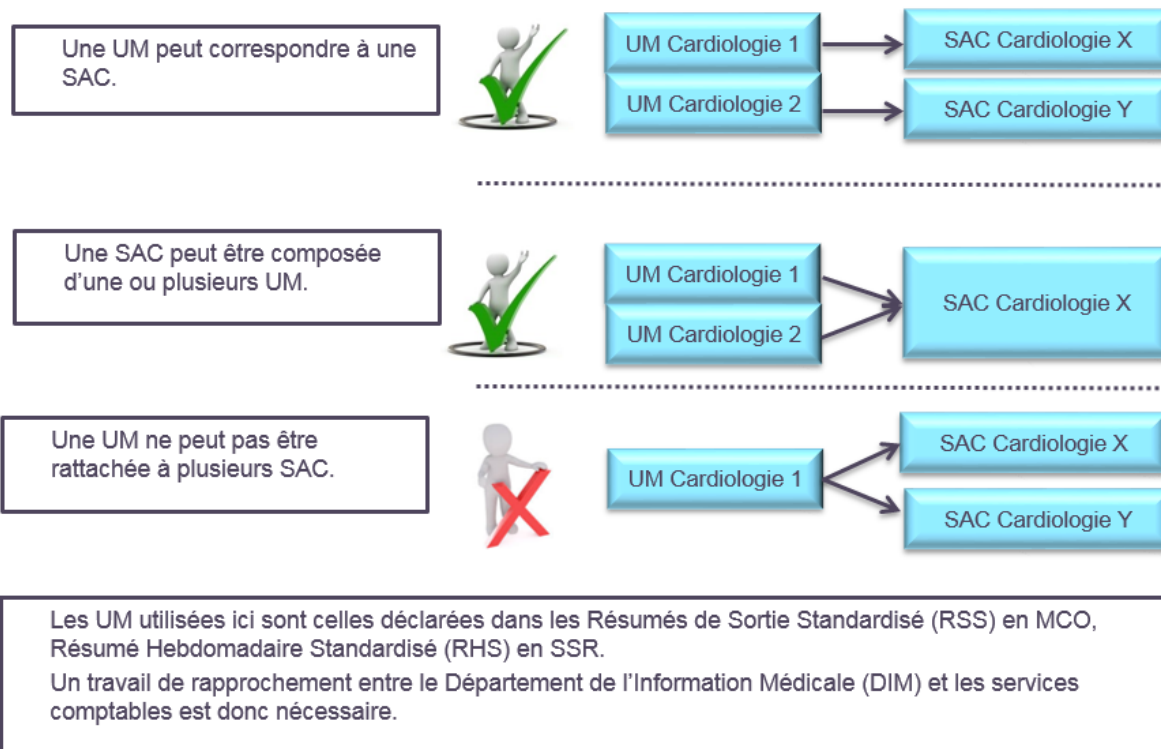 Une UM peut correspondre à une
SAC.
UM Cardiologie 1
SAC Cardiologie X
UM Cardiologie 2
SAC Cardiologie Y
Une SAC peut être composée
d'une ou plusieurs UM.
UM Cardiologie 1
UM Cardiologie 2
SAC Cardiologie X
Une UM ne peut pas être
rattachée à plusieurs SAC.
UM Cardiologie 1
SAC Cardiologie X
SAC Cardiologie Y
Les UM utilisées ici sont celles déclarées dans les Résumés de Sortie Standardisé (RSS) en MCO,
Résumé Hebdomadaire Standardisé (RHS) en SSR.
Un travail de rapprochement entre le Département de l'Information Médicale (DIM) et les services
comptables est donc nécessaire.